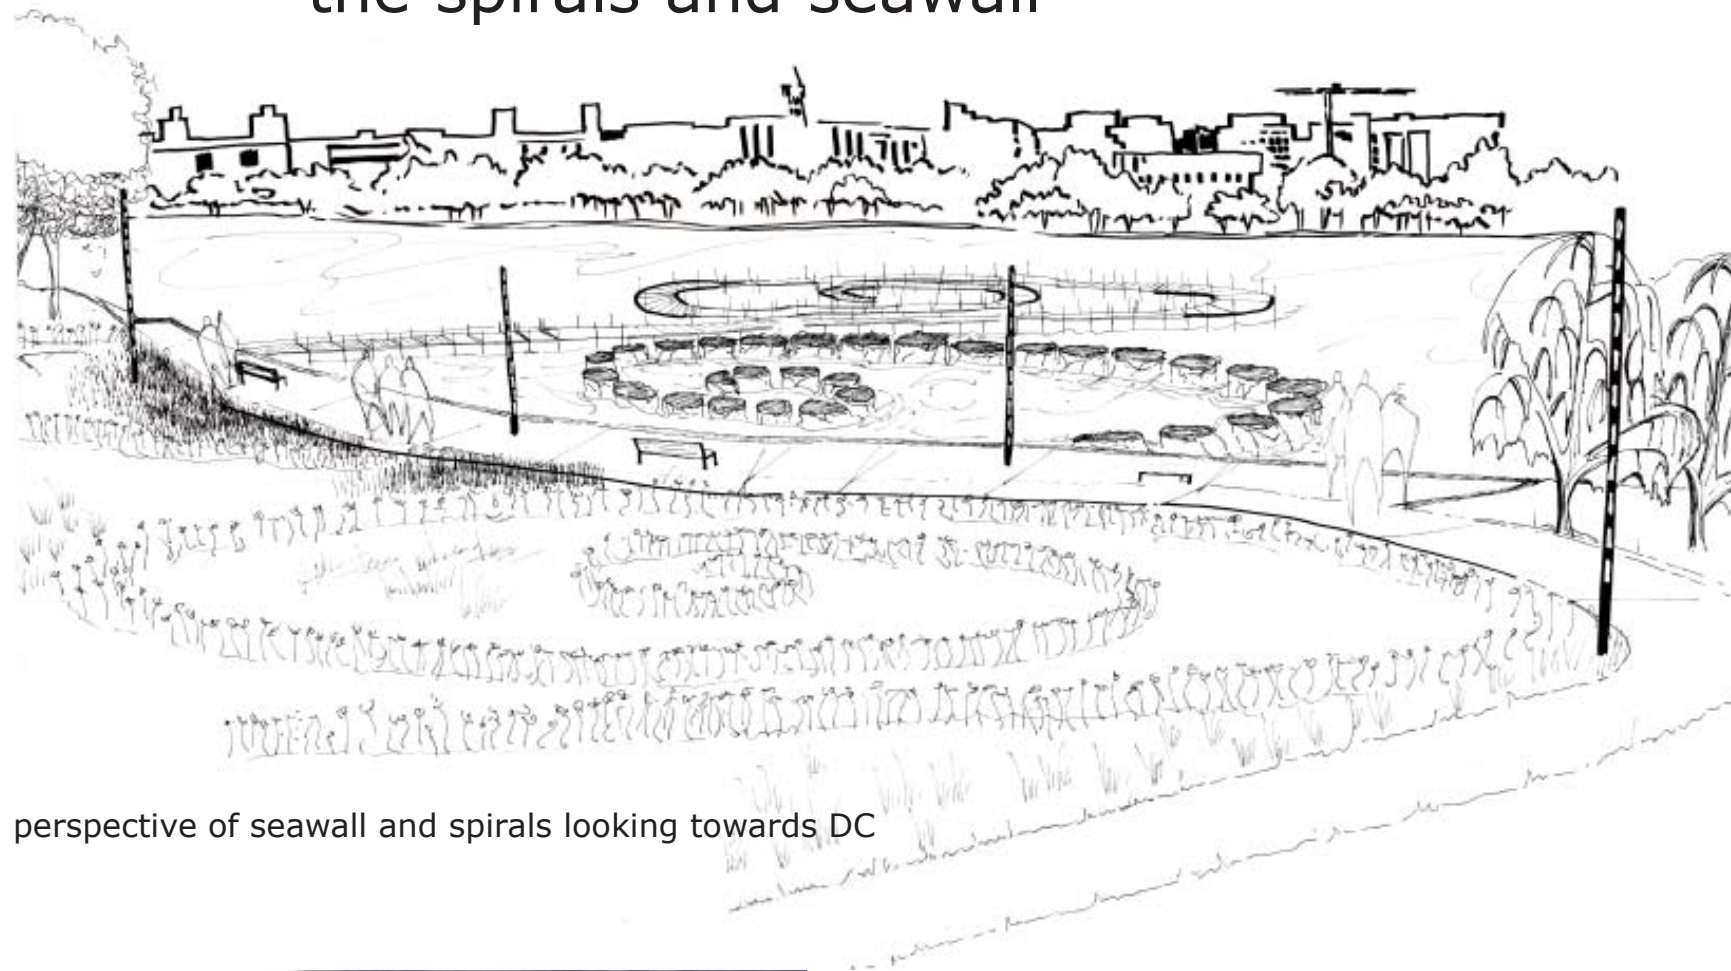 the spirals and seawall
perspective of seawall and spirals looking towards DC